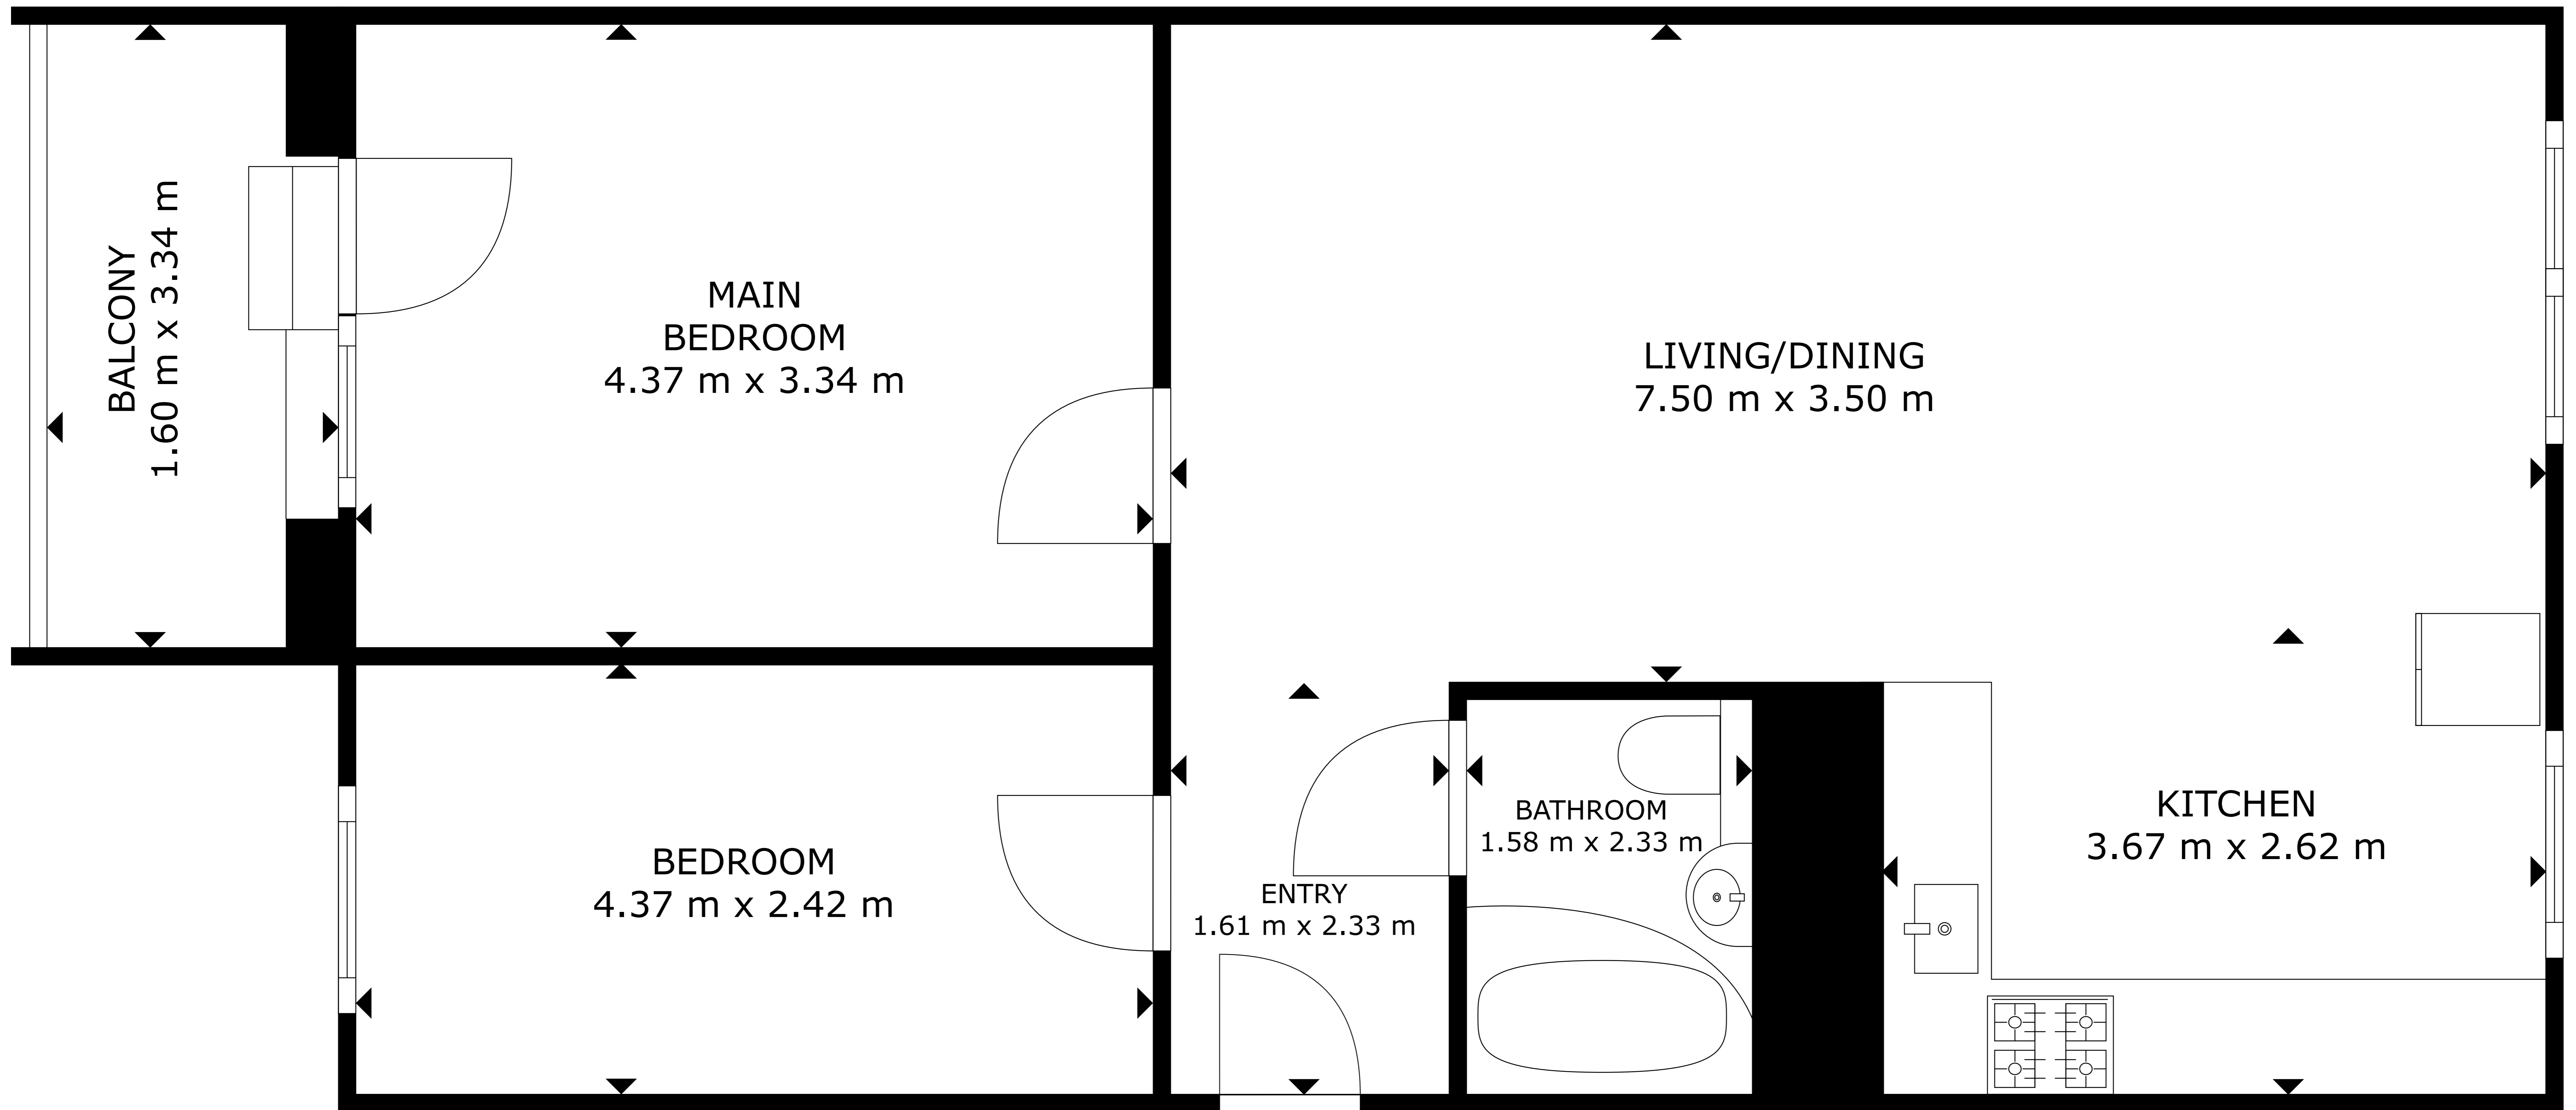 BALCONY
1.60 m x 3.34 m
MAIN
BEDROOM
4.37 m x 3.34 m
LIVING/DINING
7.50 m x 3.50 m
BEDROOM
4.37 m x 2.42 m
ENTRY
1.61 m x 2.33 m
BATHROOM
1.58 m x 2.33 m
KITCHEN
3.67 m x 2.62 m